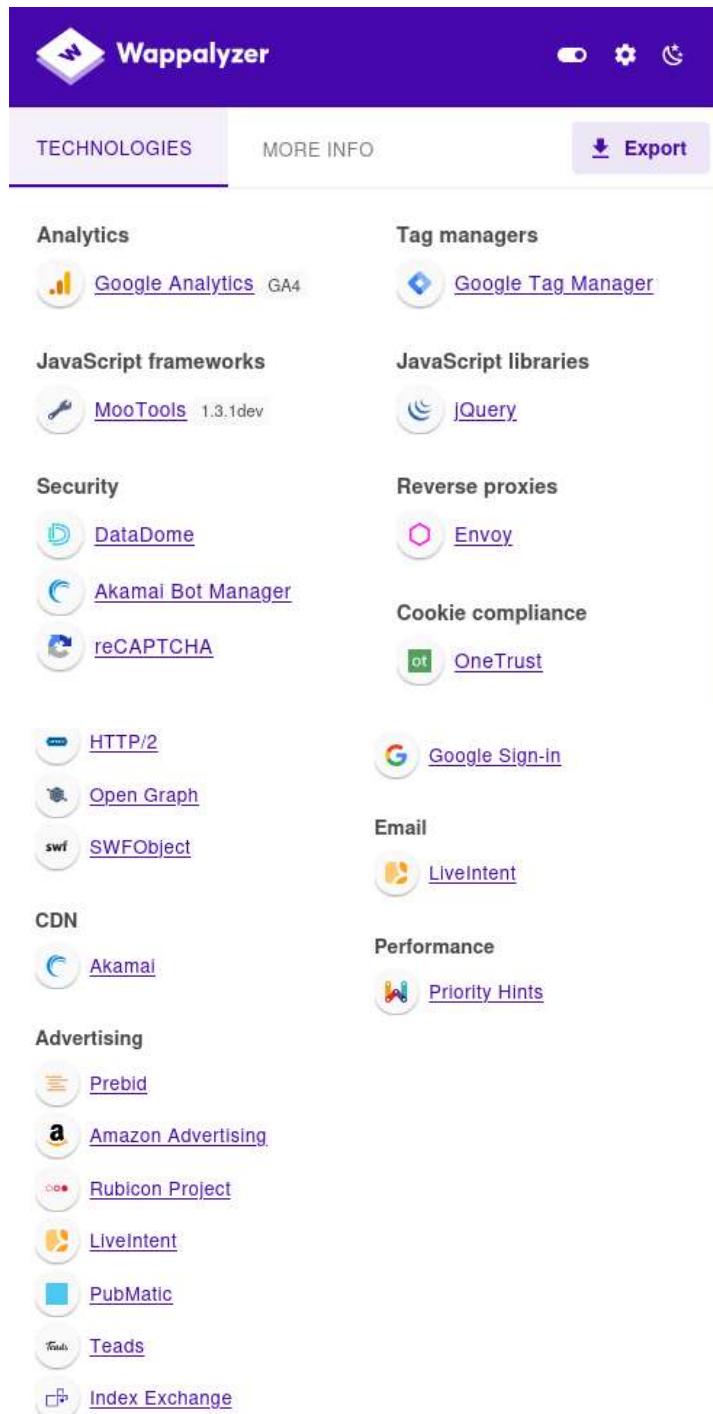 Wappalyzer
TECHNOLOGIES
MORE INFO
Export
Analytics
Google Analytics GA4
Tag managers
Google Tag Manager
JavaScript frameworks
MooTools 1.3.1dev
JavaScript libraries
jQuery
Security
DataDome
Akamai Bot Manager
reCAPTCHA
Reverse proxies
Envoy
Cookie compliance
ot OneTrust
HTTP/2
Open Graph
swf SWFObject
CDN
Akamai
Advertising
Prebid
a Amazon Advertising
Rubicon Project
LiveIntent
PubMatic
Teads Teads
Index Exchange
G Google Sign-in
Email
LiveIntent
Performance
Priority Hints